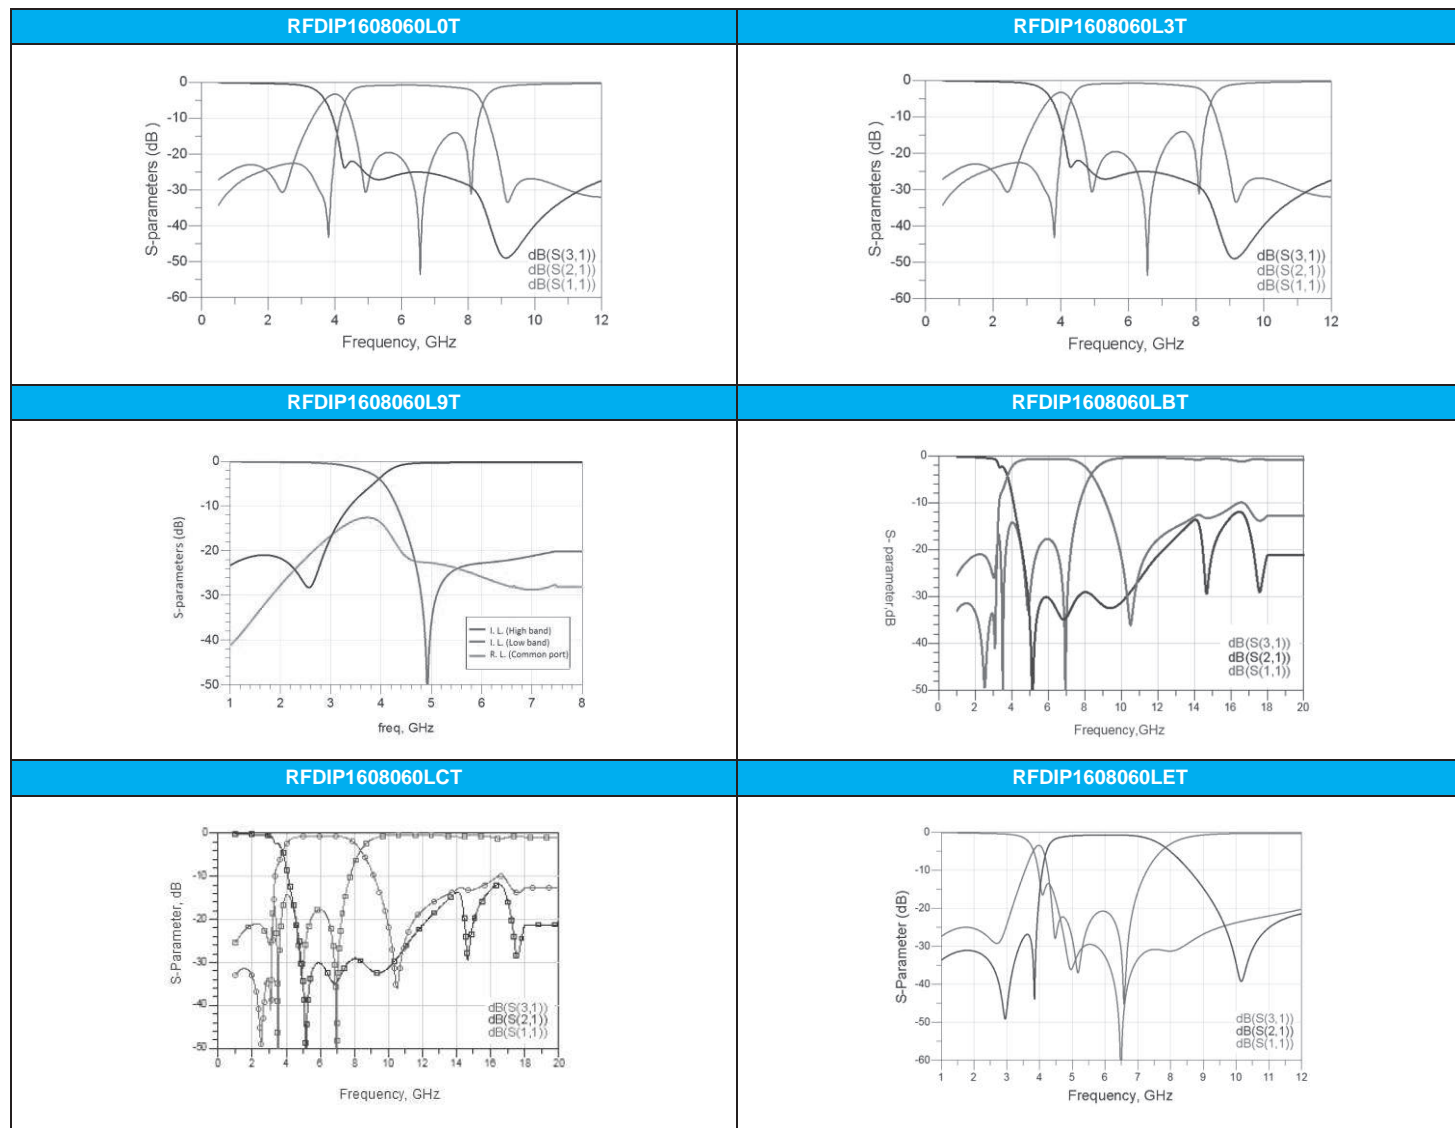 RFDIP1608060L0T
RFDIP1608060L3T
S-parameters (dB)
0
-10
-20
-30
-40
-50
-60
dB(S(3,1))
dB(S(2,1))
dB(S(1,1))
0 2 4 6 8 10 12
Frequency, GHz
S-parameters (dB )
0
-10
-20
-30
-40
-50
-60
dB(S(3,1))
dB(S(2,1))
dB(S(1,1))
0 2 4 6 8 10 12
Frequency, GHz
RFDIP1608060L9T
RFDIP1608060LBT
S-parameters (dB)
0
-10
-20
-30
-40
-50
I. L. (High band)
I. L. (Low band)
R. L. (Common port)
1 2 3 4 5 6 7 8
freq, GHz
S- parameter,dB
0
-10
-20
-30
-40
-50
dB(S(3,1))
dB(S(2,1))
dB(S(1,1))
0 2 4 6 8 10 12 14 16 18 20
Frequency,GHz
RFDIP1608060LCT
RFDIP1608060LET
S-Parameter, dB
0
-10
-20
-30
-40
-50
dB(S(3,1))
dB(S(2,1))
dB(S(1,1))
0 2 4 6 8 10 12 14 16 18 20
Frequency, GHz
S-Parameter (dB)
0
-10
-20
-30
-40
-50
-60
dB(S(3,1))
dB(S(2,1))
dB(S(1,1))
1 2 3 4 5 6 7 8 9 10 11 12
Frequency, GHz